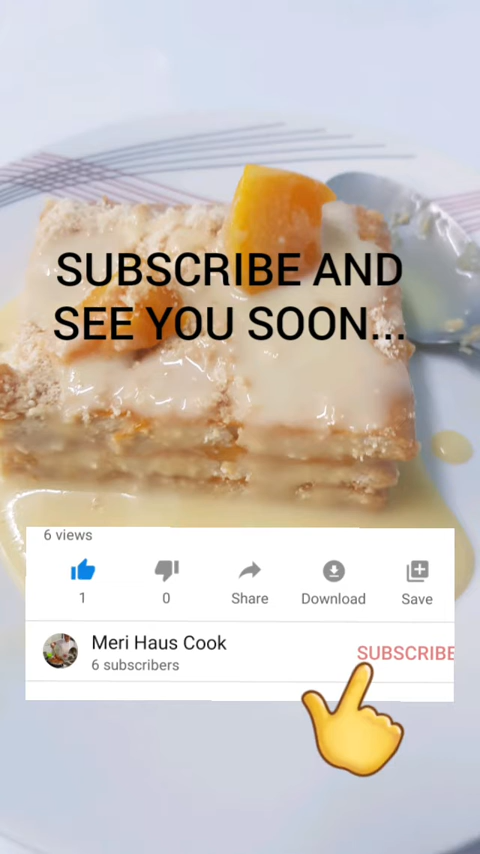 SUBSCRIBE AND
SEE YOU SOON...
6 views
1
0
Share
Download
Save
Meri Haus Cook
SUBSCRIBE
6 subscribers